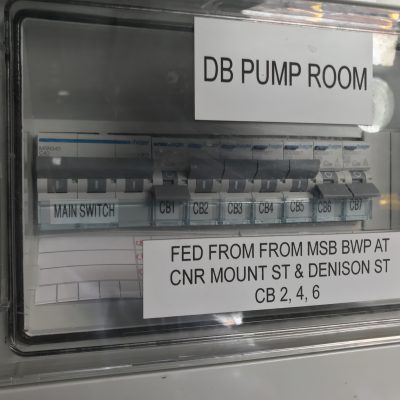 DB PUMP ROOM
hager
MAIN SWITCH
CB1
CB2
CB3
CB4
CB5
CB6
CB7
FED FROM FROM MSB BWP AT
CNR MOUNT ST & DENISON ST
CB 2, 4, 6